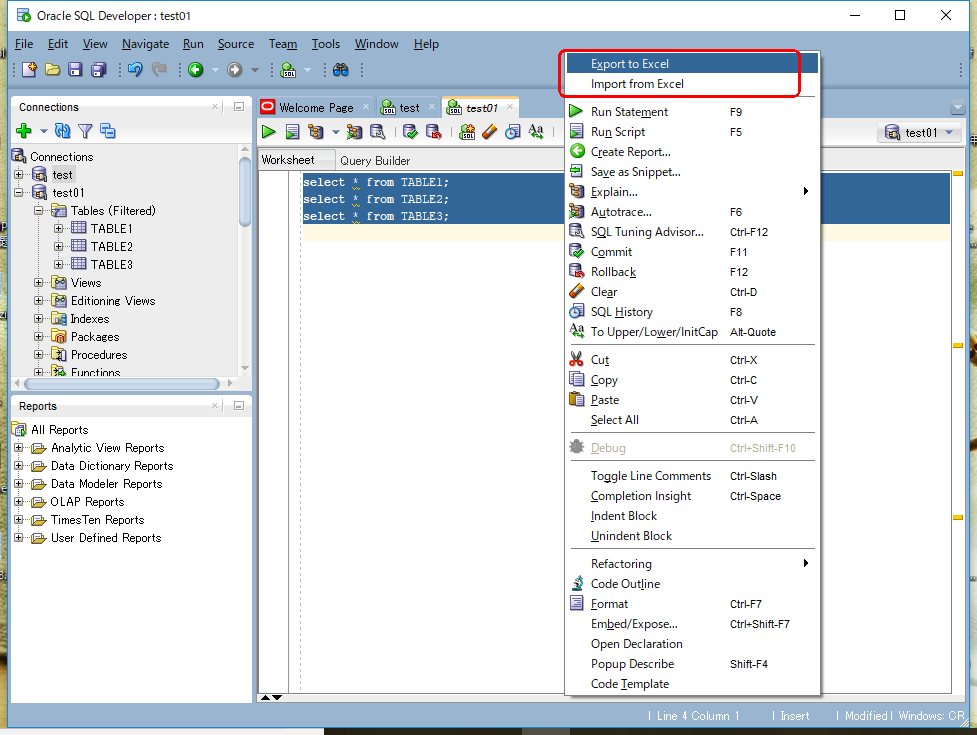 Oracle SQL Developer : test01
File Edit View Navigate Run Source Team Tools Window Help
Connections
Connections
test
test01
Tables (Filtered)
TABLE1
TABLE2
TABLE3
Views
Editioning Views
Indexes
Packages
Procedures
Functions
Reports
All Reports
Analytic View Reports
Data Dictionary Reports
Data Modeler Reports
OLAP Reports
TimesTen Reports
User Defined Reports
Welcome Page test test01
test01
Worksheet Query Builder
select * from TABLE1;
select * from TABLE2;
select * from TABLE3;
Export to Excel
Import from Excel
Run Statement F9
Run Script F5
Create Report...
Save as Snippet...
Explain...
Autotrace... F6
SQL Tuning Advisor... Ctrl-F12
Commit F11
Rollback F12
Clear Ctrl-D
SQL History F8
To Upper/Lower/InitCap Alt-Quote
Cut Ctrl-X
Copy Ctrl-C
Paste Ctrl-V
Select All Ctrl-A
Debug Ctrl+Shift-F10
Toggle Line Comments Ctrl-Slash
Completion Insight Ctrl-Space
Indent Block
Unindent Block
Refactoring
Code Outline
Format Ctrl-F7
Embed/Expose... Ctrl+Shift-F7
Open Declaration
Popup Describe Shift-F4
Code Template
Line 4 Column 1 Insert Modified Windows: CR